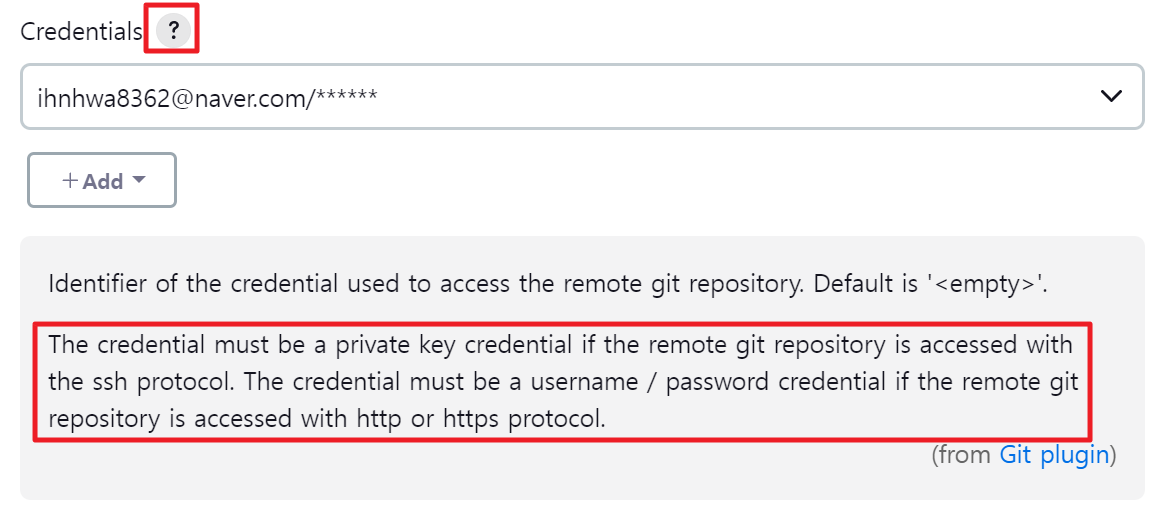 Credentials ?
ihnhwa8362@naver.com/******
+ Add
Identifier of the credential used to access the remote git repository. Default is '<empty>'.
The credential must be a private key credential if the remote git repository is accessed with
the ssh protocol. The credential must be a username / password credential if the remote git
repository is accessed with http or https protocol.
(from Git plugin)